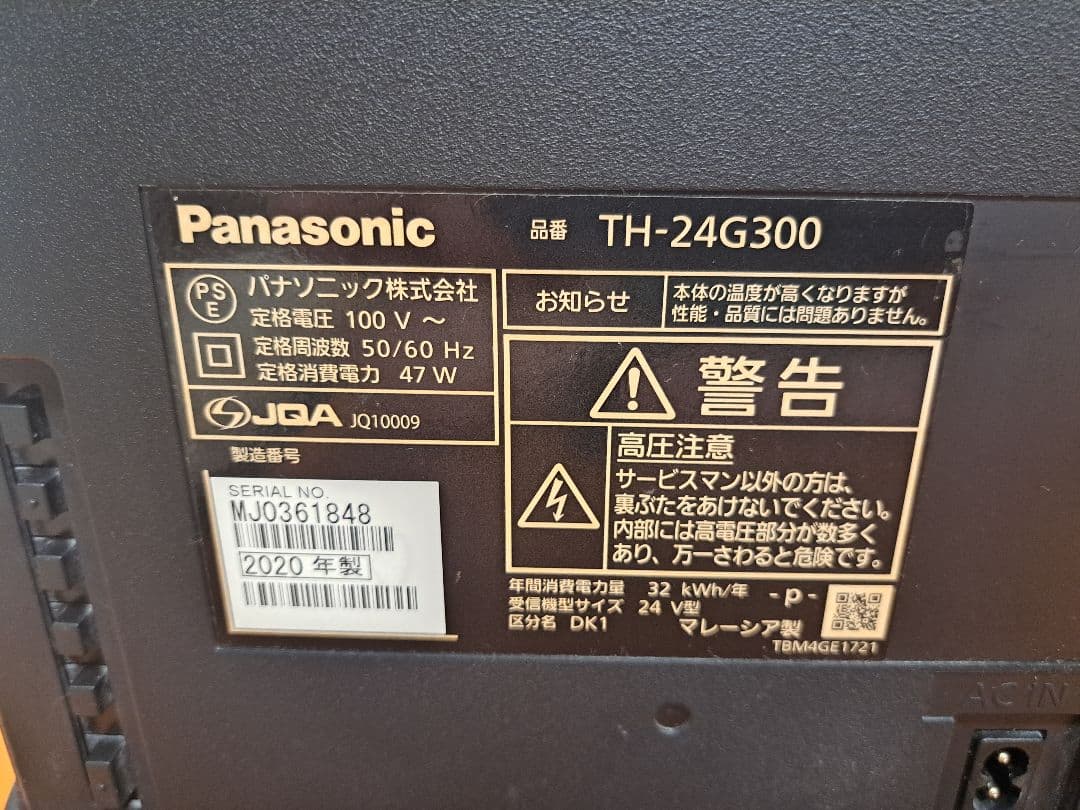 Panasonic 品番 TH-24G300
PS
E
パナソニック株式会社
定格電圧 100 V ～
定格周波数 50/60 Hz
定格消費電力 47 W
JQA JQ10009
製造番号
SERIAL NO.
MJ0361848
2020 年製
お知らせ
本体の温度が高くなりますが
性能・品質には問題ありません。
警告
高圧注意
サービスマン以外の方は、
裏ぶたをあけないでください。
内部には高電圧部分が数多く
あり、万一さわると危険です。
年間消費電力量 32 kWh/年 -p-
受信機型サイズ 24 V型
区分名 DK1 マレーシア製
TBM4GE1721
AC IN